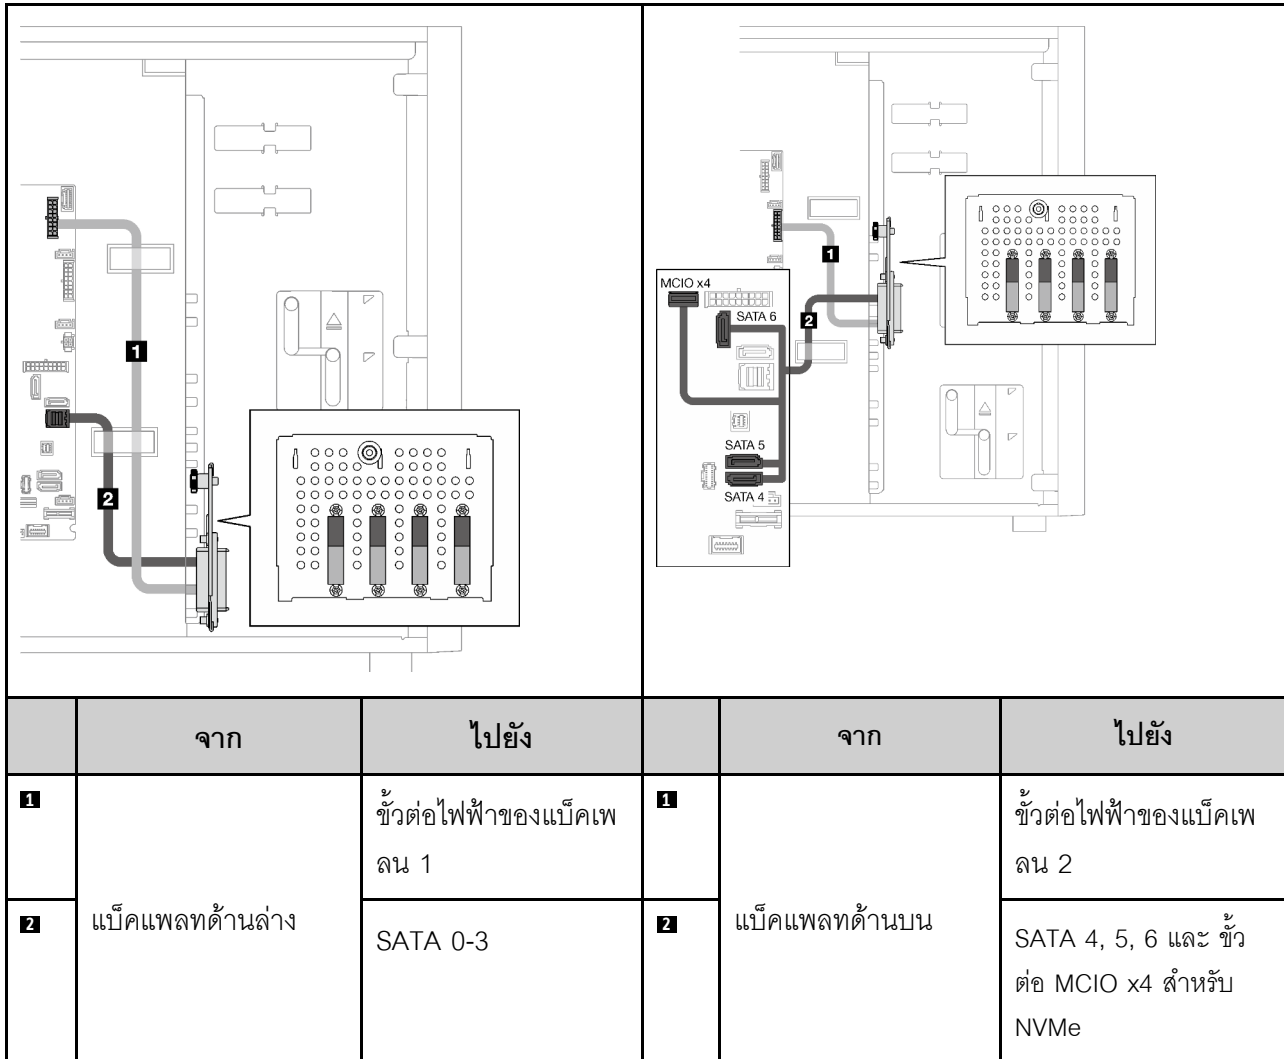 1
2
MCIO x4
SATA 6
1
2
SATA 5
SATA 4
จาก
ไปยัง
จาก
ไปยัง
1
แบ็คแพลทด้านล่าง
ขั้วต่อไฟฟ้าของแบ็คเพ
ลน 1
1
แบ็คแพลทด้านบน
ขั้วต่อไฟฟ้าของแบ็คเพ
ลน 2
2
SATA 0-3
2
SATA 4, 5, 6 และ ขั้ว
ต่อ MCIO x4 สำหรับ
NVMe